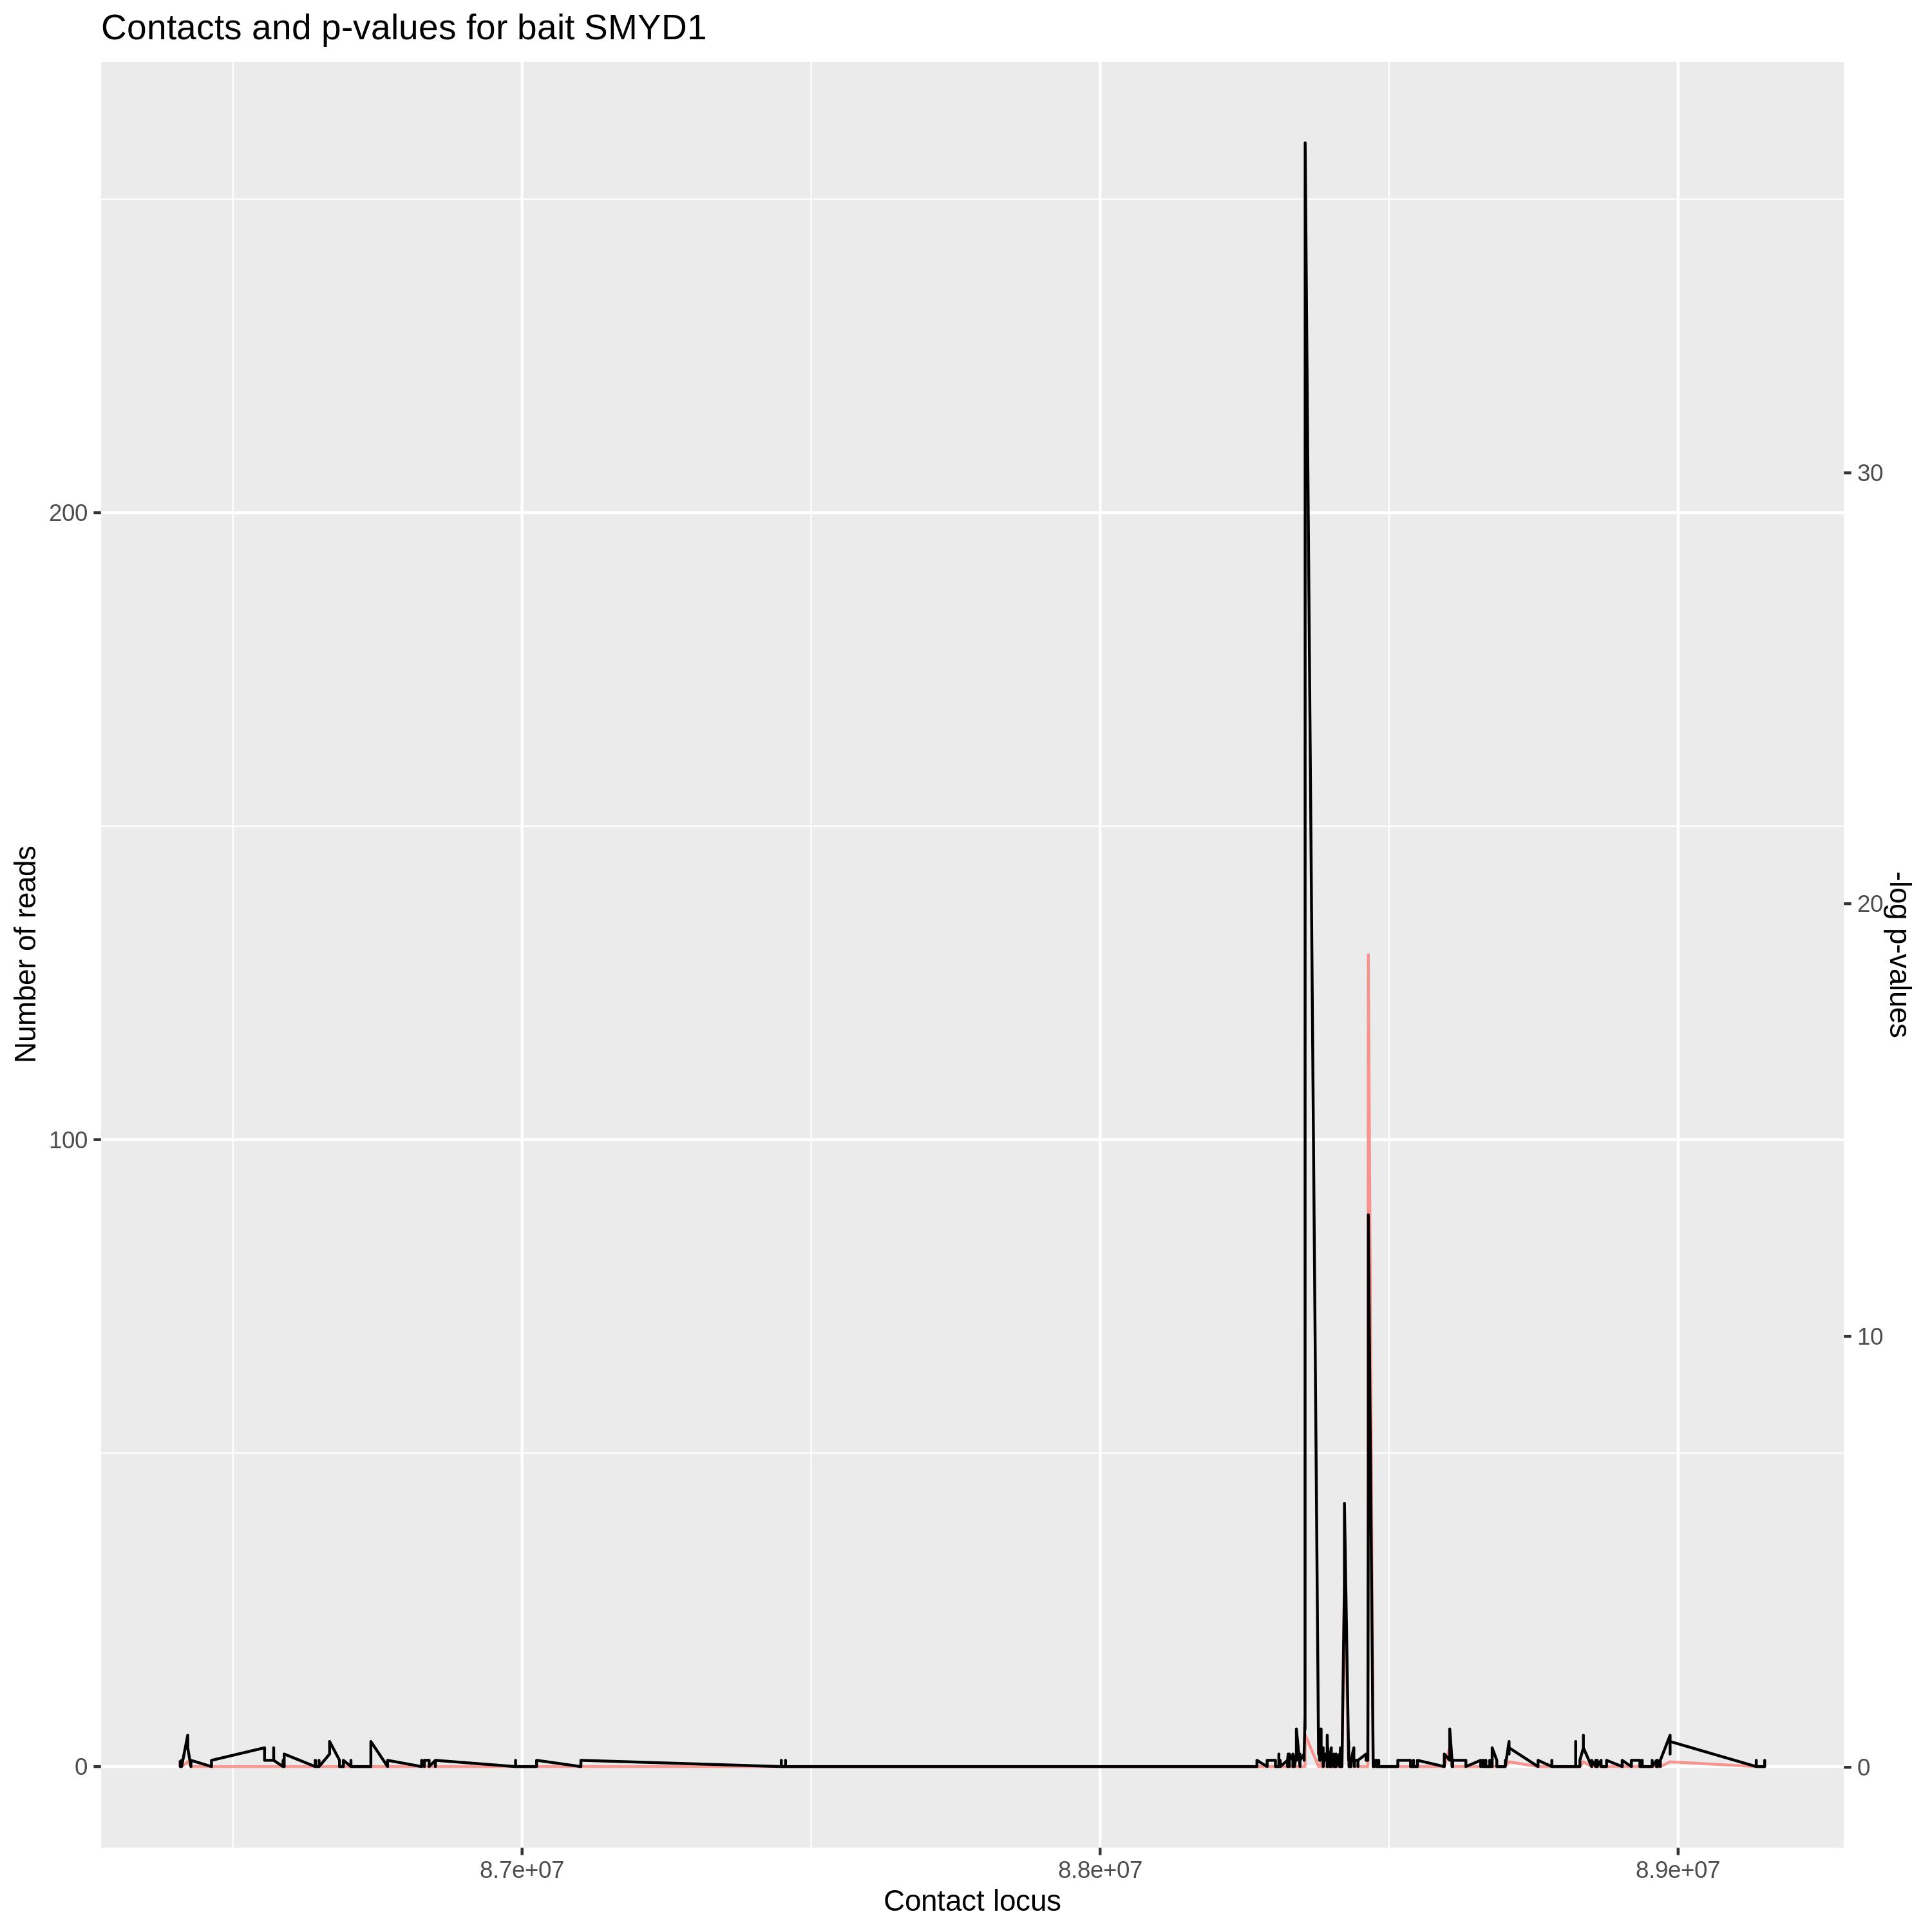 Contacts and p-values for bait SMYD1
Number of reads
200
100
0
30
20
10
0
-log p-values
8.7e+07
8.8e+07
8.9e+07
Contact locus